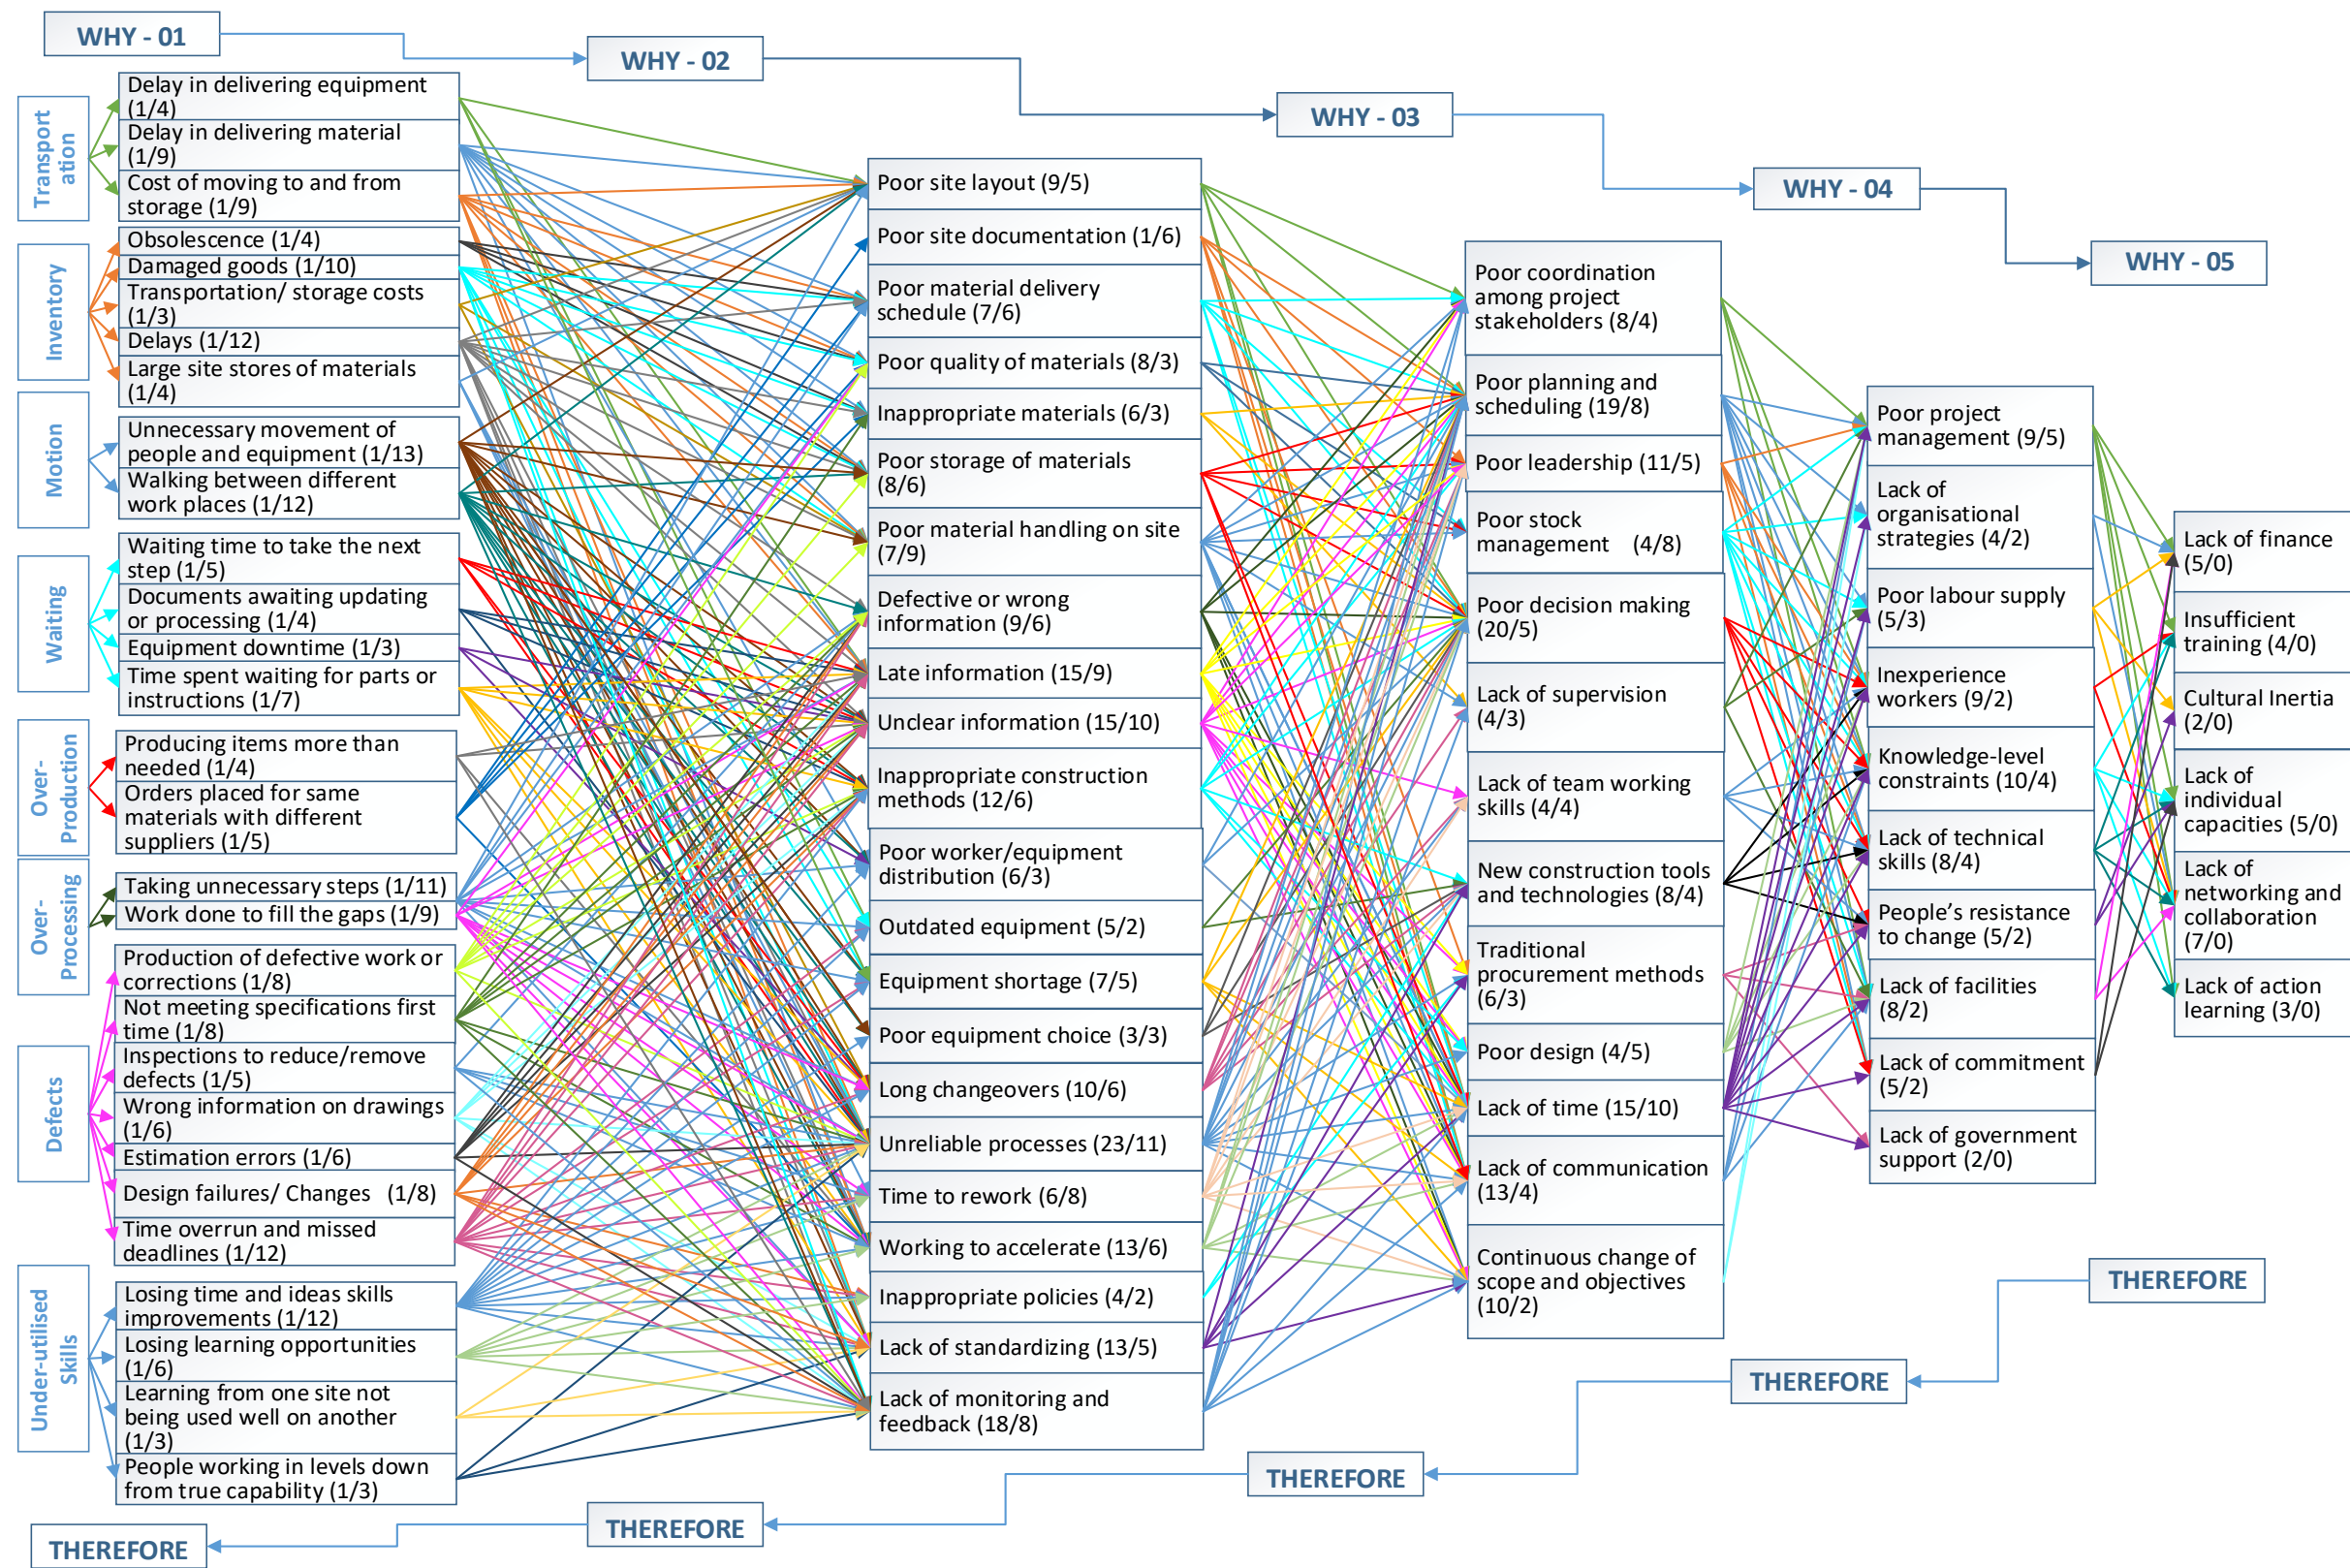 WHY - 01
WHY - 02
WHY - 03
WHY - 04
WHY - 05
Transport
ation
Delay in delivering equipment
(1/4)
Delay in delivering material
(1/9)
Cost of moving to and from
storage (1/9)
Inventory
Obsolescence (1/4)
Damaged goods (1/10)
Transportation/ storage costs
(1/3)
Delays (1/12)
Large site stores of materials
(1/4)
Motion
Unnecessary movement of
people and equipment (1/13)
Walking between different
work places (1/12)
Waiting
Waiting time to take the next
step (1/5)
Documents awaiting updating
or processing (1/4)
Equipment downtime (1/3)
Time spent waiting for parts or
instructions (1/7)
Over-
Production
Producing items more than
needed (1/4)
Orders placed for same
materials with different
suppliers (1/5)
Over-
Processing
Taking unnecessary steps (1/11)
Work done to fill the gaps (1/9)
Defects
Production of defective work or
corrections (1/8)
Not meeting specifications first
time (1/8)
Inspections to reduce/remove
defects (1/5)
Wrong information on drawings
(1/6)
Estimation errors (1/6)
Design failures/ Changes (1/8)
Time overrun and missed
deadlines (1/12)
Under-utilised
Skills
Losing time and ideas skills
improvements (1/12)
Losing learning opportunities
(1/6)
Learning from one site not
being used well on another
(1/3)
People working in levels down
from true capability (1/3)
Poor site layout (9/5)
Poor site documentation (1/6)
Poor material delivery
schedule (7/6)
Poor quality of materials (8/3)
Inappropriate materials (6/3)
Poor storage of materials
(8/6)
Poor material handling on site
(7/9)
Defective or wrong
information (9/6)
Late information (15/9)
Unclear information (15/10)
Inappropriate construction
methods (12/6)
Poor worker/equipment
distribution (6/3)
Outdated equipment (5/2)
Equipment shortage (7/5)
Poor equipment choice (3/3)
Long changeovers (10/6)
Unreliable processes (23/11)
Time to rework (6/8)
Working to accelerate (13/6)
Inappropriate policies (4/2)
Lack of standardizing (13/5)
Lack of monitoring and
feedback (18/8)
Poor coordination
among project
stakeholders (8/4)
Poor planning and
scheduling (19/8)
Poor leadership (11/5)
Poor stock
management (4/8)
Poor decision making
(20/5)
Lack of supervision
(4/3)
Lack of team working
skills (4/4)
New construction tools
and technologies (8/4)
Traditional
procurement methods
(6/3)
Poor design (4/5)
Lack of time (15/10)
Lack of communication
(13/4)
Continuous change of
scope and objectives
(10/2)
Poor project
management (9/5)
Lack of
organisational
strategies (4/2)
Poor labour supply
(5/3)
Inexperience
workers (9/2)
Knowledge-level
constraints (10/4)
Lack of technical
skills (8/4)
People’s resistance
to change (5/2)
Lack of facilities
(8/2)
Lack of commitment
(5/2)
Lack of government
support (2/0)
Lack of finance
(5/0)
Insufficient
training (4/0)
Cultural Inertia
(2/0)
Lack of
individual
capacities (5/0)
Lack of
networking and
collaboration
(7/0)
Lack of action
learning (3/0)
THEREFORE
THEREFORE
THEREFORE
THEREFORE
THEREFORE